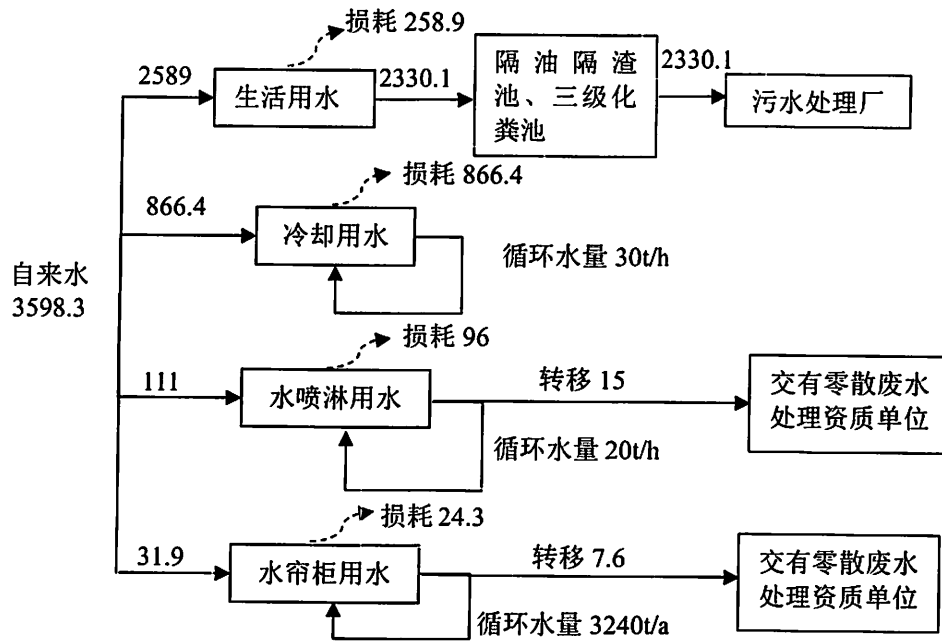 损耗 258.9
2589
生活用水
2330.1
隔油隔渣
池、三级化
粪池
2330.1
污水处理厂
损耗 866.4
866.4
冷却用水
循环水量 30t/h
自来水
3598.3
损耗 96
111
水喷淋用水
转移 15
循环水量 20t/h
交有零散废水
处理资质单位
损耗 24.3
31.9
水帘柜用水
转移 7.6
循环水量 3240t/a
交有零散废水
处理资质单位